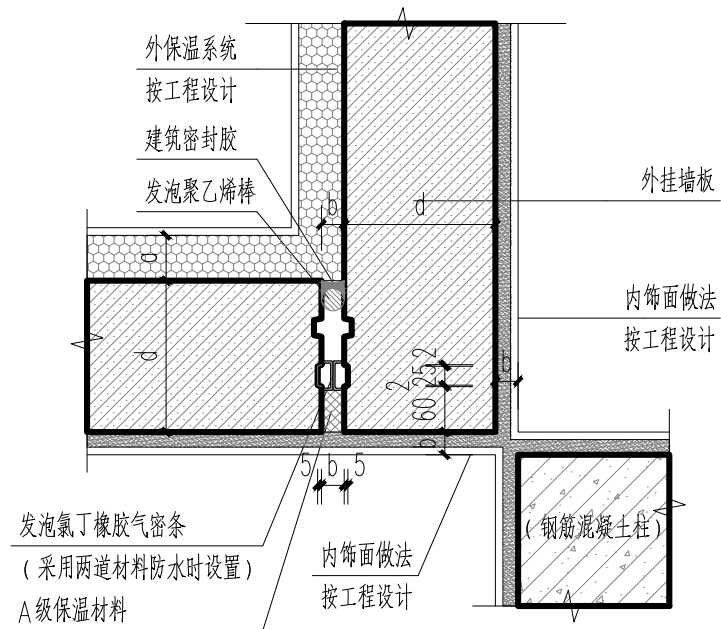 外保温系统
按工程设计
建筑密封胶
发泡聚乙烯棒
b
d
外挂墙板
a
内饰面做法
按工程设计
d
2
25
2
b
60
b
5 b 5
(钢筋混凝土柱)
发泡氯丁橡胶气密条
(采用两道材料防水时设置)
A级保温材料
内饰面做法
按工程设计